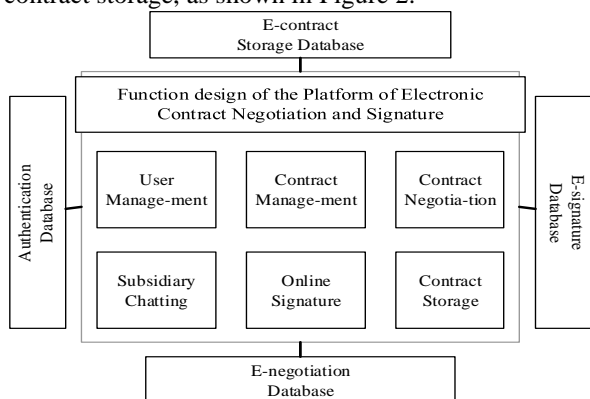 contract storage, as shown in Figure 2.
E-contract
Storage Database
Function design of the Platform of Electronic
Contract Negotiation and Signature
Authentication
Database
User
Manage-ment
Contract
Manage-ment
Contract
Negotia-tion
E-signature
Database
Subsidiary
Chatting
Online
Signature
Contract
Storage
E-negotiation
Database